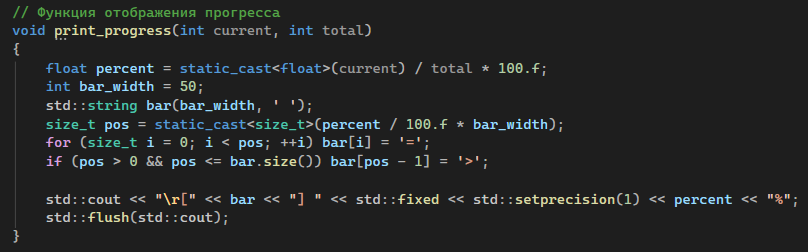 // Функция отображения прогресса
void print_progress(int current, int total)
{
    float percent = static_cast<float>(current) / total * 100.f;
    int bar_width = 50;
    std::string bar(bar_width, ' ');
    size_t pos = static_cast<size_t>(percent / 100.f * bar_width);
    for (size_t i = 0; i < pos; ++i) bar[i] = '=';
    if (pos > 0 && pos <= bar.size()) bar[pos - 1] = '>';

    std::cout << "\r[" << bar << "] " << std::fixed << std::setprecision(1) << percent << "%";
    std::flush(std::cout);
}